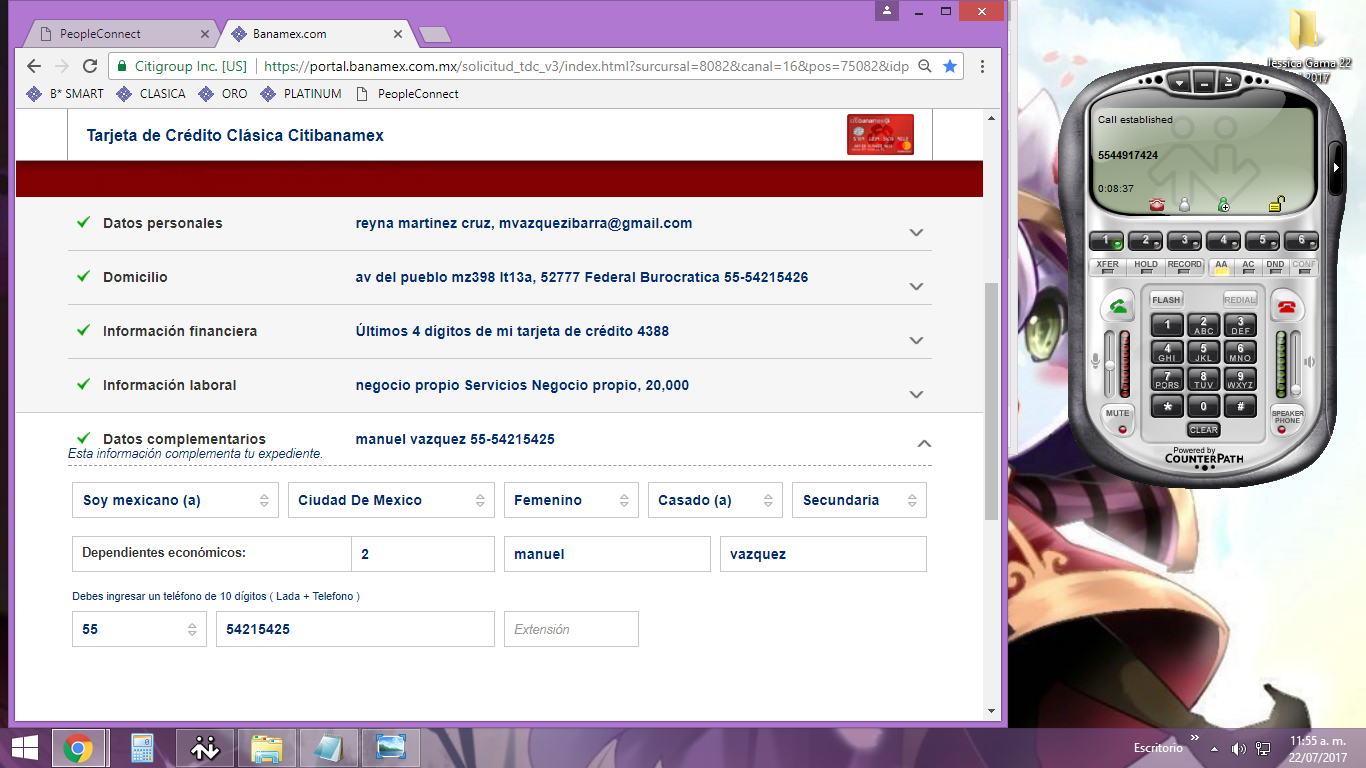 PeopleConnect
Banamex.com
Citigroup Inc. [US] https://portal.banamex.com.mx/solicitud_tdc_v3/index.html?sursursal=8082&canal=16&pos=75082&idp
B* SMART CLASICA ORO PLATINUM PeopleConnect
Tarjeta de Crédito Clásica Citibanamex
citibanamex
Datos personales reyna martinez cruz, mvazquezibarra@gmail.com
Domicilio av del pueblo mz398 lt13a, 52777 Federal Burocratica 55-54215426
Información financiera Últimos 4 dígitos de mi tarjeta de crédito 4388
Información laboral negocio propio Servicios Negocio propio, 20,000
Datos complementarios manuel vazquez 55-54215425
Esta información complementa tu expediente.
Soy mexicano (a) Ciudad De Mexico Femenino Casado (a) Secundaria
Dependientes económicos: 2 manuel vazquez
Debes ingresar un teléfono de 10 dígitos ( Lada + Telefono )
55 54215425 Extensión
Jessica Gama 22
2017
Call established
5544917424
0:08:37
1 2 3 4 5 6
XFER HOLD RECORD AA AC DND CONF
FLASH REDIAL
1 2 ABC 3 DEF
4 GHI 5 JKL 6 MNO
7 PQRS 8 TUV 9 WXYZ
* 0 #
MUTE
SPEAKER PHONE
CLEAR
Powered by
COUNTERPATH
Escritorio
11:55 a. m.
22/07/2017